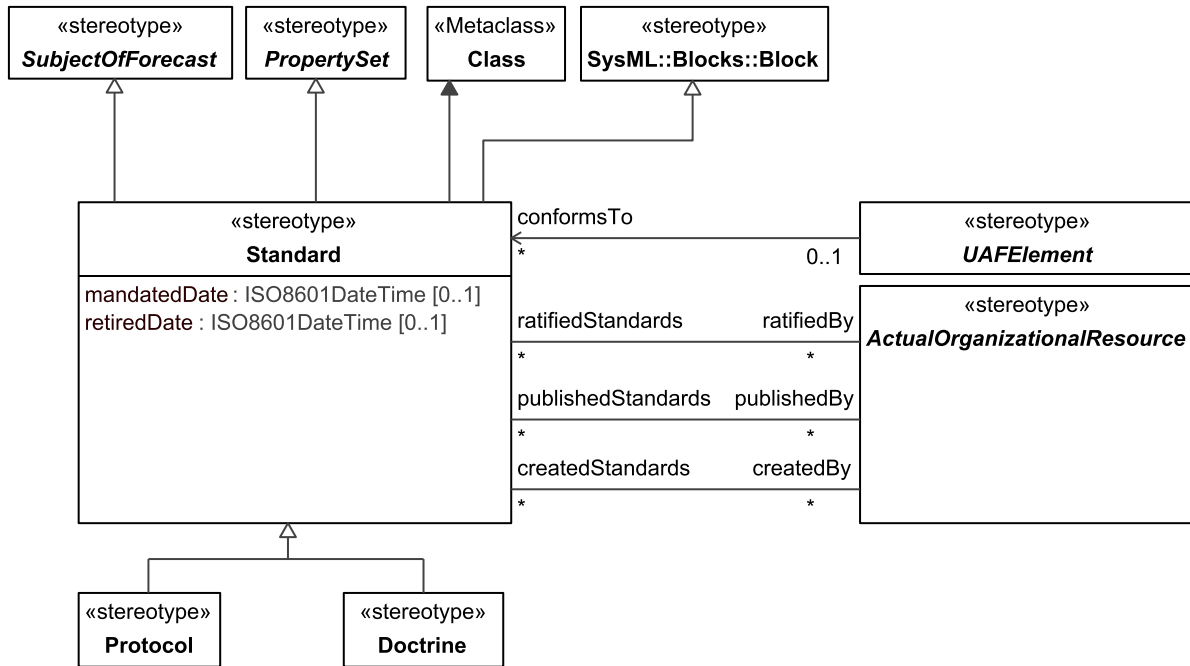 «stereotype»
SubjectOfForecast
«stereotype»
PropertySet
«Metaclass»
Class
«stereotype»
SysML::Blocks::Block
«stereotype»
Standard
mandatedDate : ISO8601DateTime [0..1]
retiredDate : ISO8601DateTime [0..1]
conformsTo
*
0..1
«stereotype»
UAFElement
ratifiedStandards
ratifiedBy
*
*
publishedStandards
publishedBy
*
*
createdStandards
createdBy
*
*
«stereotype»
ActualOrganizationalResource
«stereotype»
Protocol
«stereotype»
Doctrine